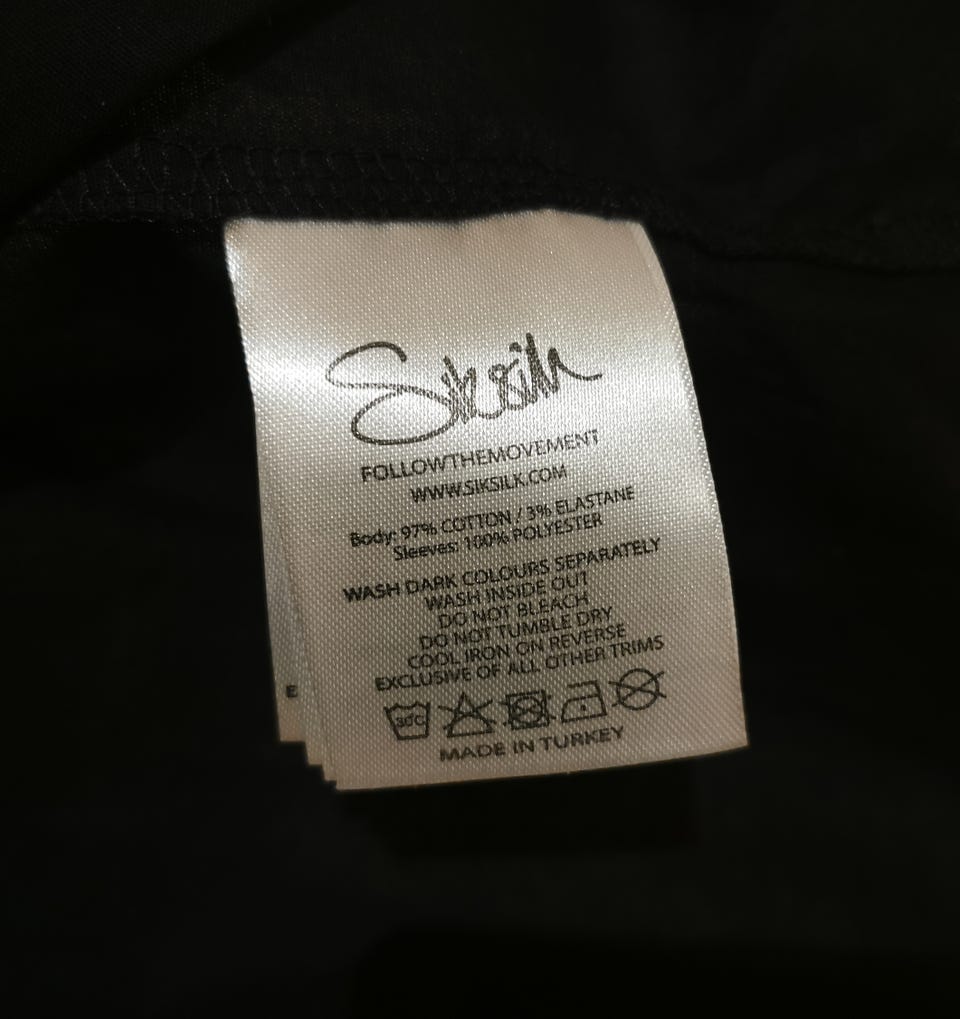 SikSilk
FOLLOWTHEMOVEMENT
WWW.SIKSILK.COM
Body: 97% COTTON / 3% ELASTANE
Sleeves: 100% POLYESTER
WASH DARK COLOURS SEPARATELY
WASH INSIDE OUT
DO NOT BLEACH
DO NOT TUMBLE DRY
COOL IRON ON REVERSE
EXCLUSIVE OF ALL OTHER TRIMS
E
30°C
MADE IN TURKEY